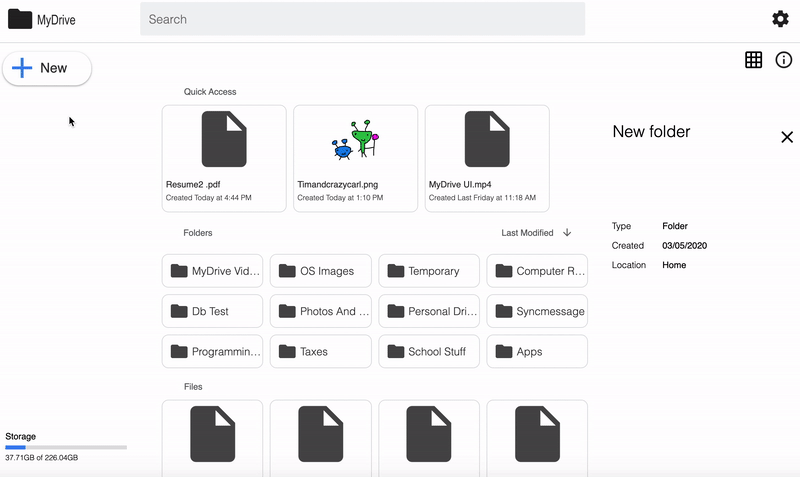 MyDrive
Search
New
Quick Access
Resume2 .pdf
Created Today at 4:44 PM
Timandcrazycarl.png
Created Today at 1:10 PM
MyDrive UI.mp4
Created Last Friday at 11:18 AM
New folder
Type Folder
Created 03/05/2020
Location Home
Folders
Last Modified
MyDrive Vid...
OS Images
Temporary
Computer R...
Db Test
Photos And ...
Personal Dri...
Syncmessage
Programmin...
Taxes
School Stuff
Apps
Files
Storage
37.71GB of 226.04GB